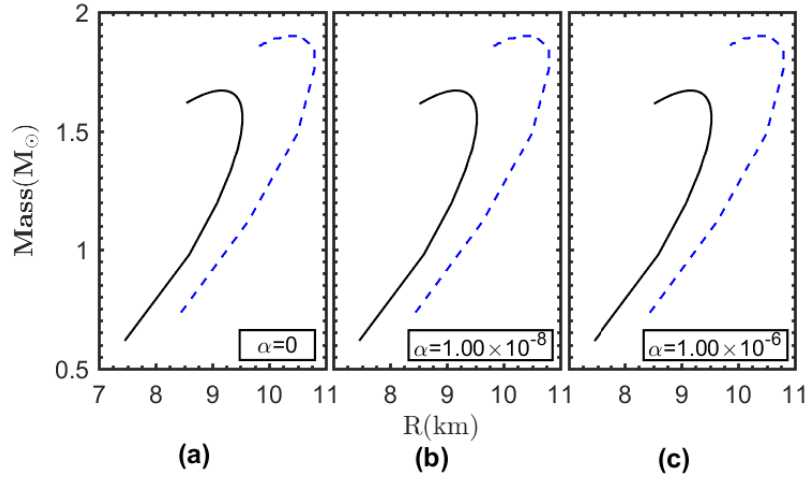 2
1.5
1
0.5
Mass(M⊙)
α=0
α=1.00×10⁻⁸
α=1.00×10⁻⁶
7 8 9 10 11 8 9 10 11 8 9 10 11
R(km)
(a) (b) (c)